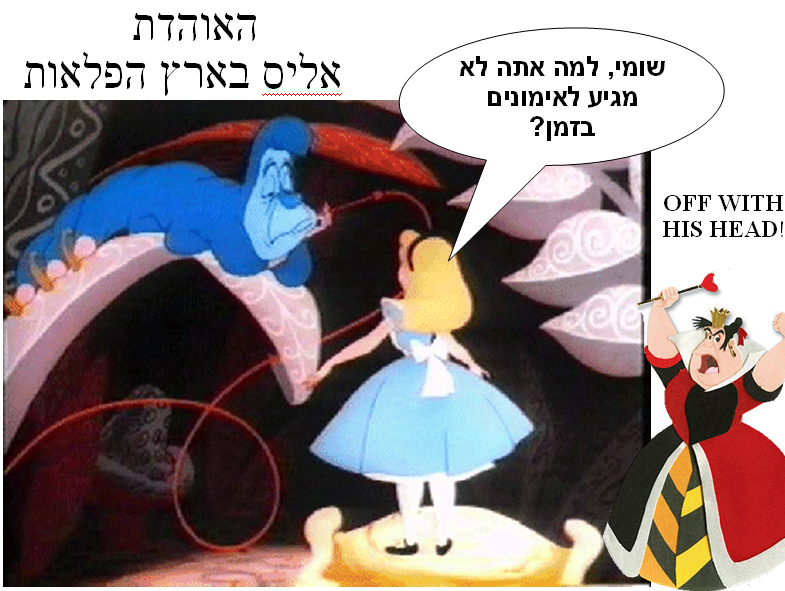 האוהדת
אליס בארץ הפלאות
שומי, למה אתה לא
מגיע לאימונים
בזמן?
OFF WITH
HIS HEAD!